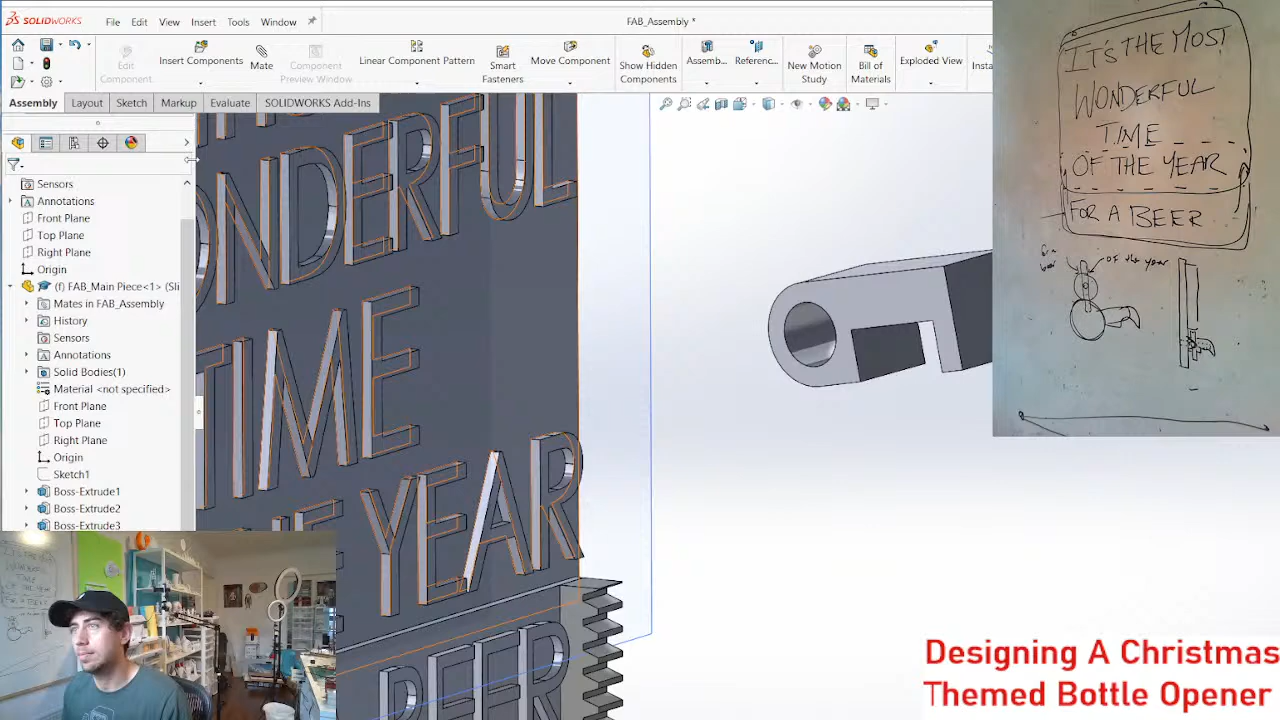 SOLIDWORKS
File Edit View Insert Tools Window
FAB_Assembly *
Edit Component
Insert Components
Mate
Component Preview Window
Linear Component Pattern
Smart Fasteners
Move Component
Show Hidden Components
Assemb...
Referenc...
New Motion Study
Bill of Materials
Exploded View
Insta
Assembly Layout Sketch Markup Evaluate SOLIDWORKS Add-Ins
Sensors
Annotations
Front Plane
Top Plane
Right Plane
Origin
(f) FAB_Main Piece<1> (Sli
Mates in FAB_Assembly
History
Sensors
Annotations
Solid Bodies(1)
Material <not specified>
Front Plane
Top Plane
Right Plane
Origin
Sketch1
Boss-Extrude1
Boss-Extrude2
Boss-Extrude3
ONDERFUL
TIME
YEAR
BEER
IT'S THE MOST
WONDERFUL
TIME
OF THE YEAR
FOR A BEER
for a beer
of the year
Designing A Christmas
Themed Bottle Opener